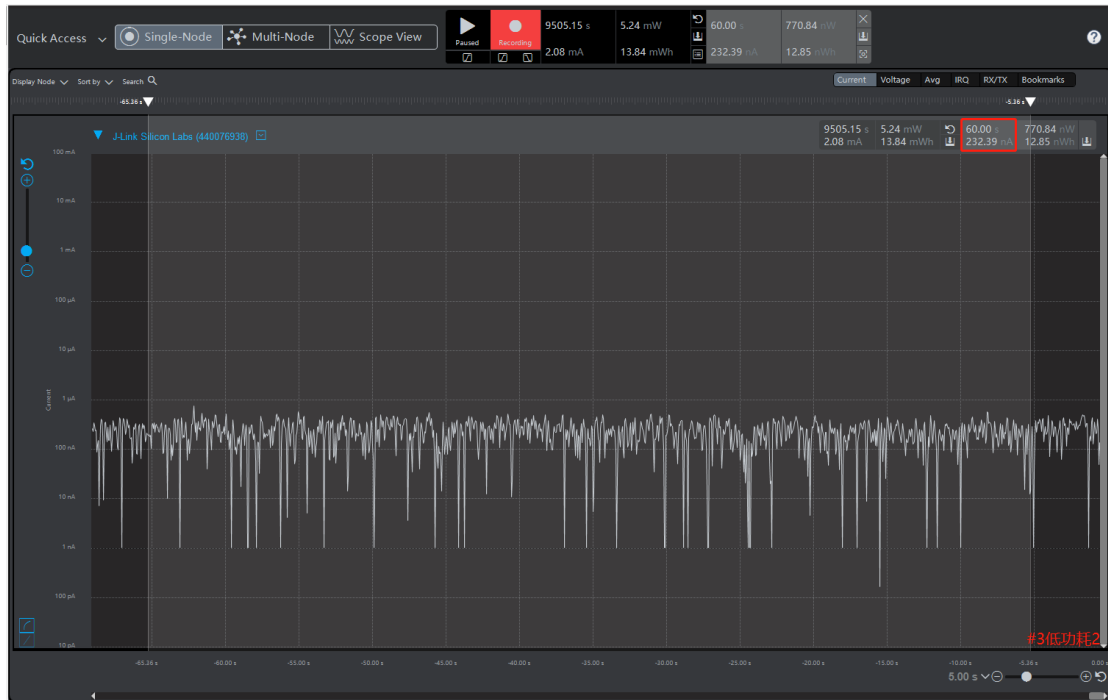 Quick Access Single-Node Multi-Node Scope View
Paused Recording
9505.15 s 5.24 mW 60.00 s 770.84 nW
2.08 mA 13.84 mWh 232.39 nA 12.85 nWh
?
Display Node Sort by Search
Current Voltage Avg IRQ RX/TX Bookmarks
-65.36 s -5.36 s
J-Link Silicon Labs (440076938)
9505.15 s 5.24 mW 60.00 s 770.84 nW
2.08 mA 13.84 mWh 232.39 nA 12.85 nWh
100 mA
10 mA
1 mA
100 µA
10 µA
Current
1 µA
100 nA
10 nA
1 nA
100 pA
10 pA
#3低功耗2
-65.36 s -60.00 s -55.00 s -50.00 s -45.00 s -40.00 s -35.00 s -30.00 s -25.00 s -20.00 s -15.00 s -10.00 s -5.36 s 0.00 s
5.00 s